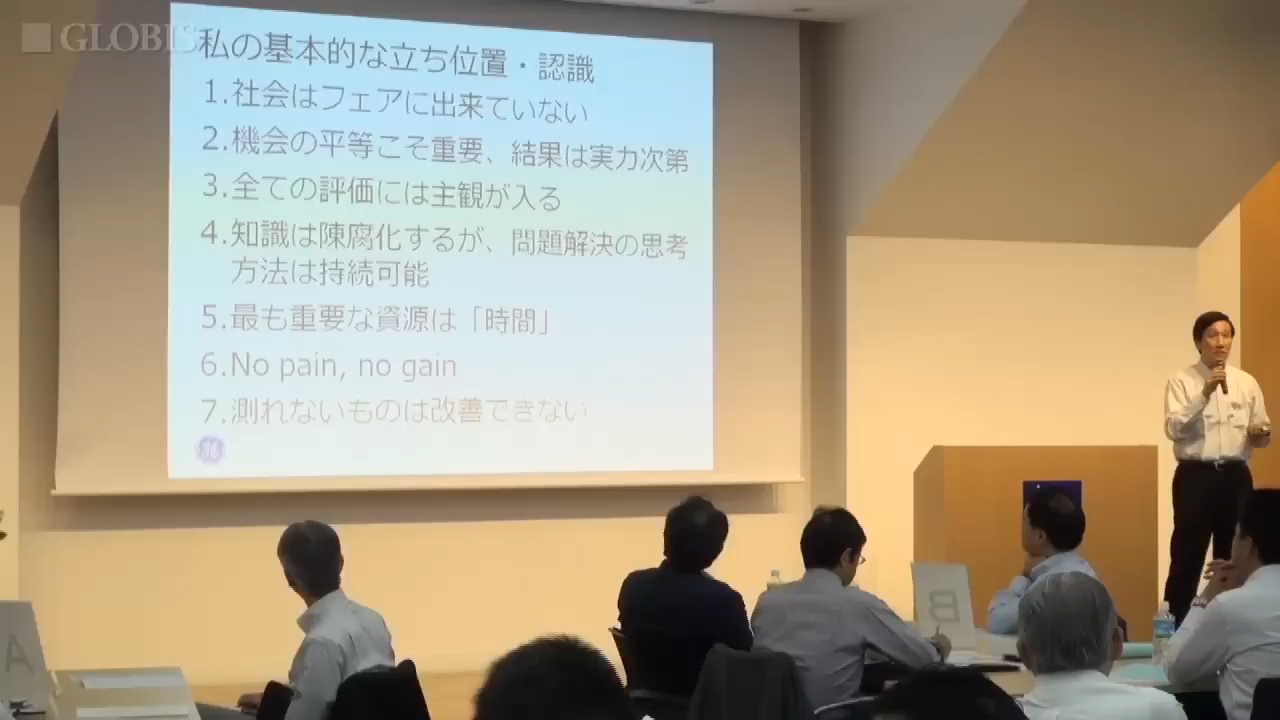 GLOBIS
私の基本的な立ち位置・認識
1.社会はフェアに出来ていない
2.機会の平等こそ重要、結果は実力次第
3.全ての評価には主観が入る
4.知識は陳腐化するが、問題解決の思考
方法は持続可能
5.最も重要な資源は「時間」
6.No pain, no gain
7.測れないものは改善できない
A
B